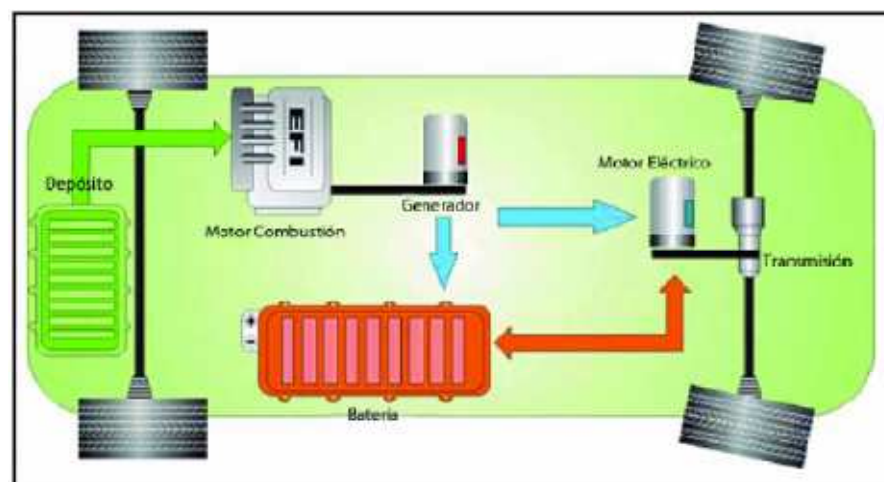 Depósito
EFI
Motor Combustión
Generador
Motor Eléctrico
Transmisión
+
-
Batería